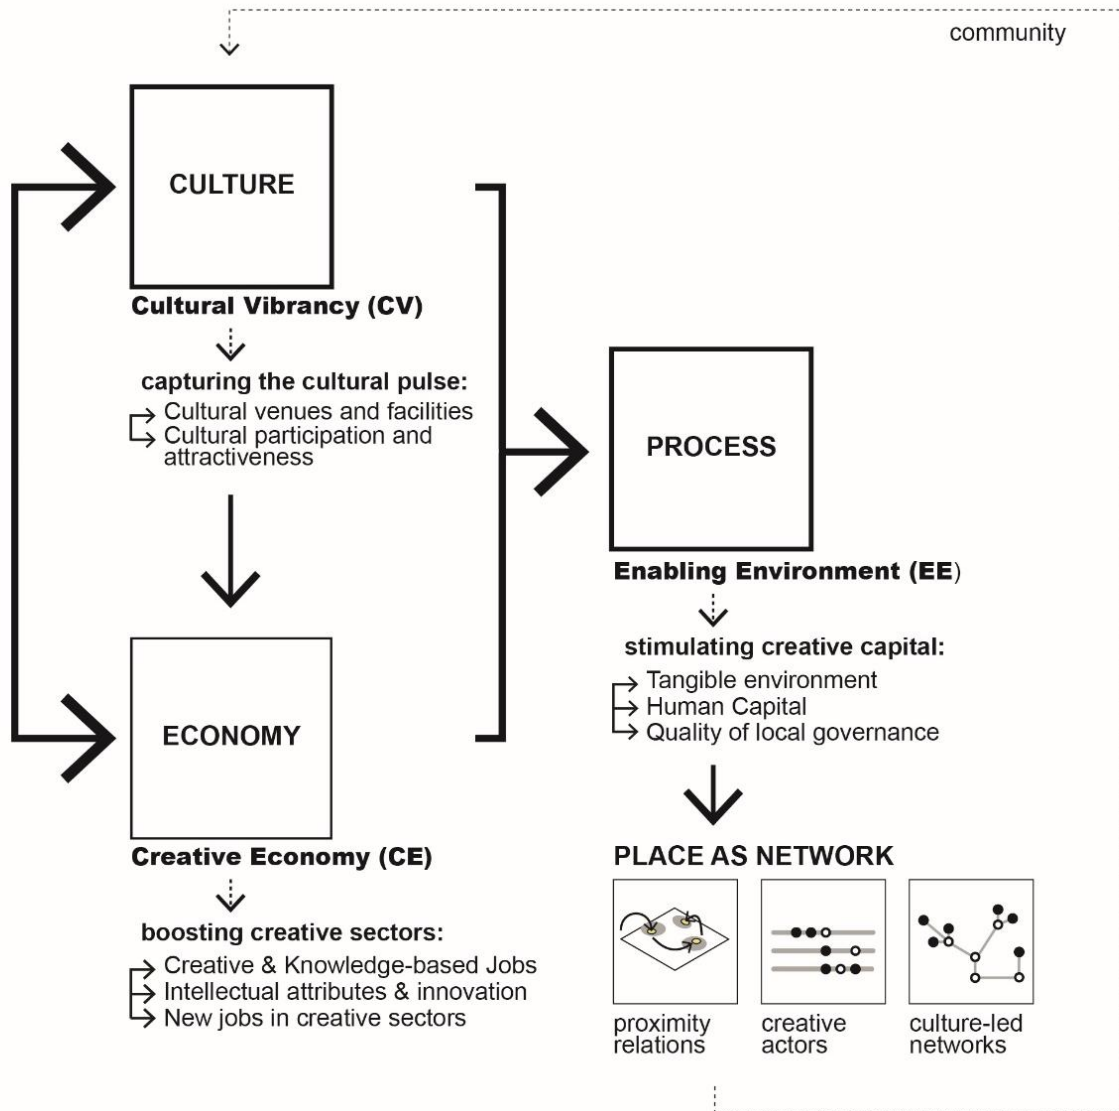 community
CULTURE
Cultural Vibrancy (CV)
capturing the cultural pulse:
Cultural venues and facilities
Cultural participation and
attractiveness
ECONOMY
Creative Economy (CE)
boosting creative sectors:
Creative & Knowledge-based Jobs
Intellectual attributes & innovation
New jobs in creative sectors
PROCESS
Enabling Environment (EE)
stimulating creative capital:
Tangible environment
Human Capital
Quality of local governance
PLACE AS NETWORK
proximity
relations
creative
actors
culture-led
networks